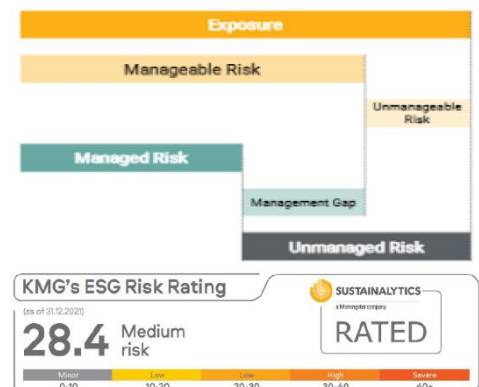 Exposure
Manageable Risk
Unmanageable
Risk
Managed Risk
Management Gap
Unmanaged Risk
KMG's ESG Risk Rating
(as of 31.12.2021)
28.4 Medium
risk
SUSTAINALYTICS
a Morningstar company
RATED
Minor Low Low High Severe
0-10 10-20 20-30 30-40 40+